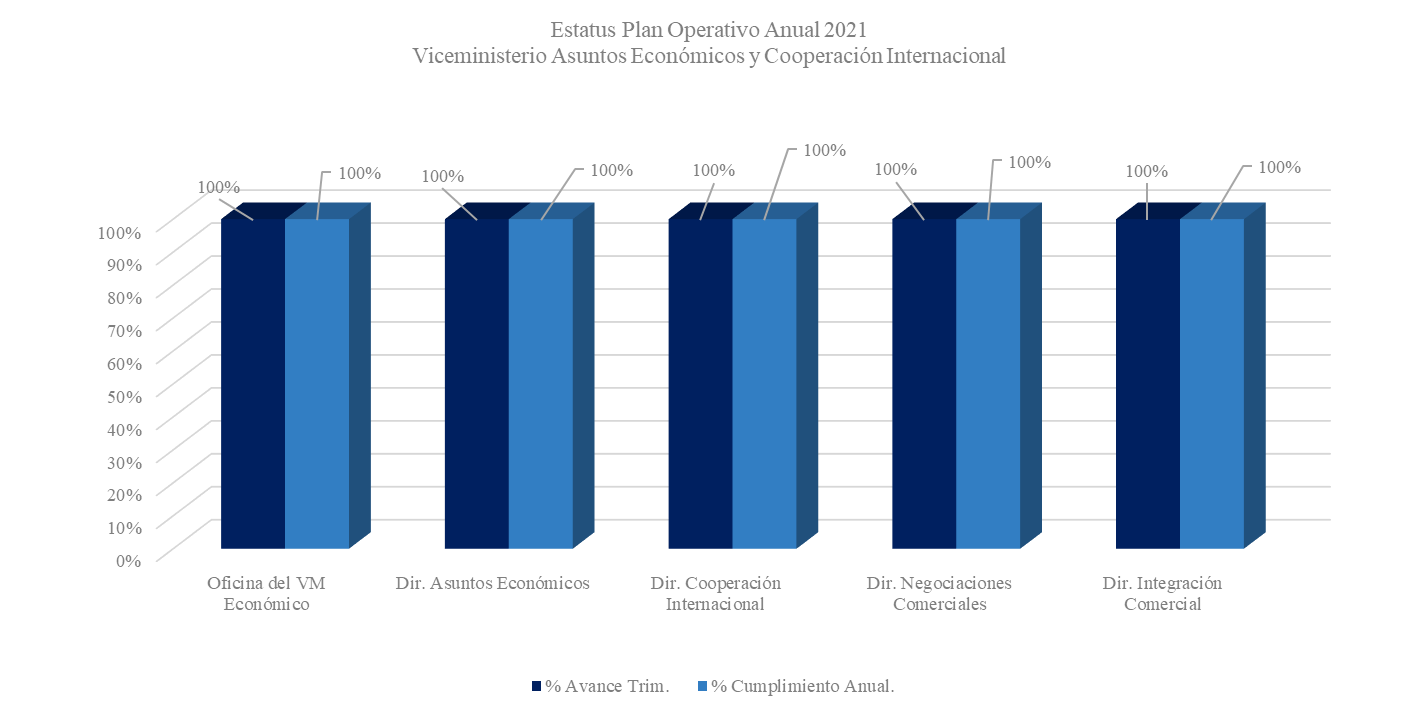 Estatus Plan Operativo Anual 2021
Viceministerio Asuntos Económicos y Cooperación Internacional
100%
100%
100%
100%
100%
100%
100%
100%
100%
100%
100%
90%
80%
70%
60%
50%
40%
30%
20%
10%
0%
Oficina del VM
Económico
Dir. Asuntos Económicos
Dir. Cooperación
Internacional
Dir. Negociaciones
Comerciales
Dir. Integración
Comercial
% Avance Trim.
% Cumplimiento Anual.